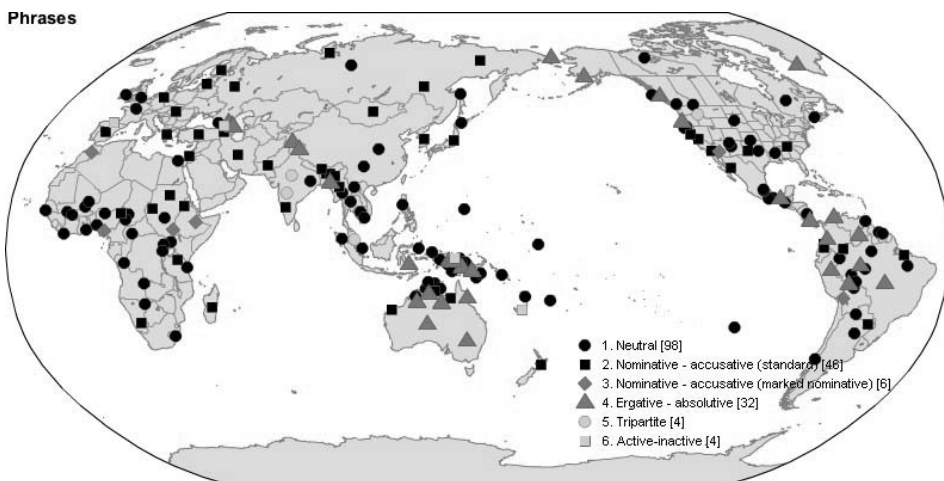 Phrases
1. Neutral [98]
2. Nominative - accusative (standard) [46]
3. Nominative - accusative (marked nominative) [6]
4. Ergative - absolutive [32]
5. Tripartite [4]
6. Active-inactive [4]